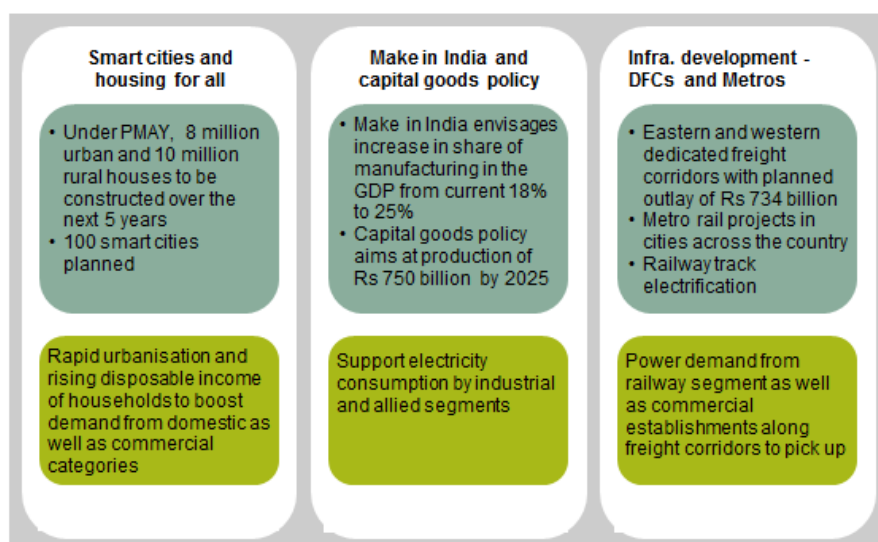 Smart cities and
housing for all
• Under PMAY, 8 million
urban and 10 million
rural houses to be
constructed over the
next 5 years
• 100 smart cities
planned
Rapid urbanisation and
rising disposable income
of households to boost
demand from domestic as
well as commercial
categories
Make in India and
capital goods policy
• Make in India envisages
increase in share of
manufacturing in the
GDP from current 18%
to 25%
• Capital goods policy
aims at production of
Rs 750 billion by 2025
Support electricity
consumption by industrial
and allied segments
Infra. development -
DFCs and Metros
• Eastern and western
dedicated freight
corridors with planned
outlay of Rs 734 billion
• Metro rail projects in
cities across the country
• Railway track
electrification
Power demand from
railway segment as well
as commercial
establishments along
freight corridors to pick up